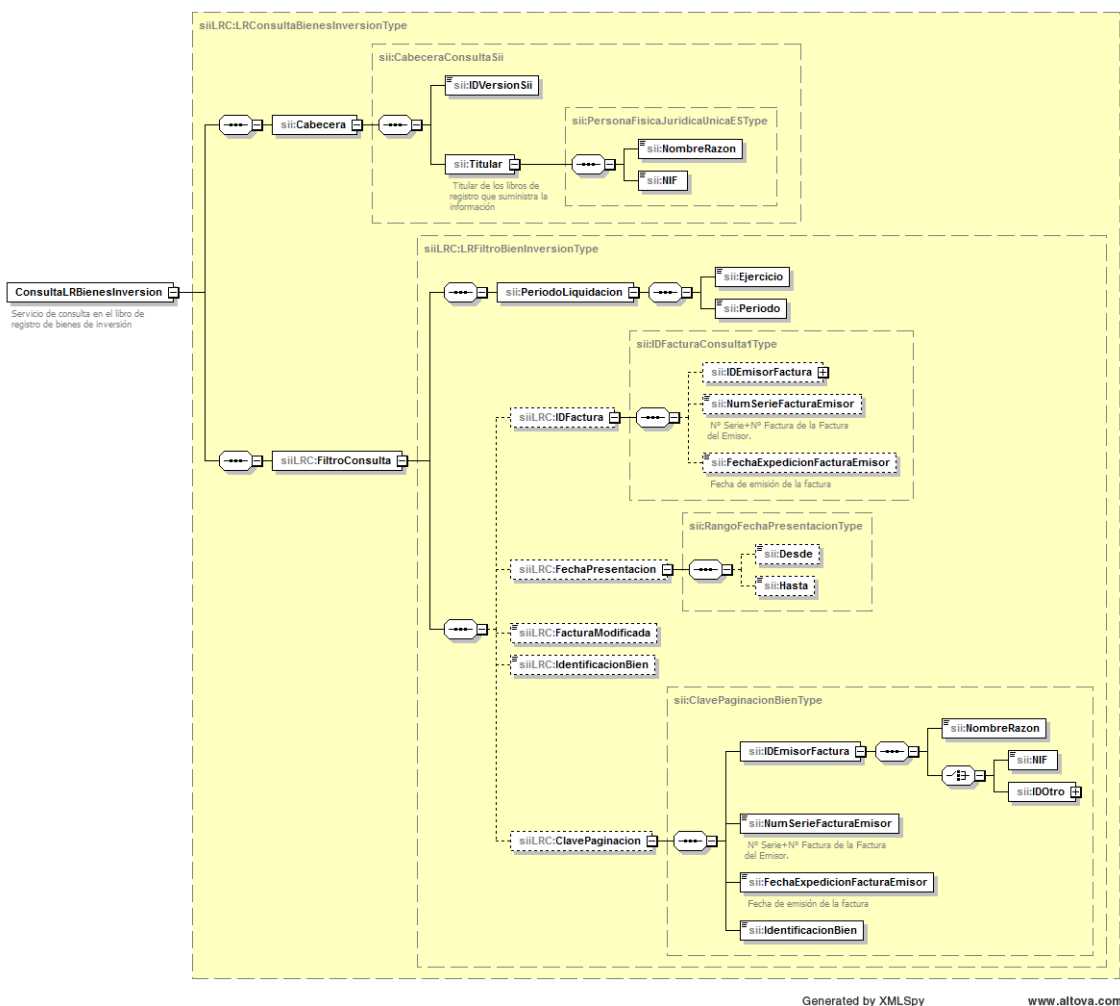 siiLRC:LRConsultaBienesInversionType
sii:CabeceraConsultaSii
sii:IDVersionSii
sii:PersonaFisicaJuridicaUnicaESType
sii:Cabecera
sii:NombreRazon
sii:Titular
Titular de los libros de
registro que suministra la
información
sii:NIF
siiLRC:LRFiltroBienInversionType
ConsultaLRBienesInversion
Servicio de consulta en el libro de
registro de bienes de inversión
sii:PeriodoLiquidacion
sii:Ejercicio
sii:Periodo
sii:IDFacturaConsulta1Type
sii:IDEmisorFactura
siiLRC:IDFactura
sii:NumSerieFacturaEmisor
Nº Serie+Nº Factura de la Factura
del Emisor.
siiLRC:FiltroConsulta
sii:FechaExpedicionFacturaEmisor
Fecha de emisión de la factura
sii:RangoFechaPresentacionType
siiLRC:FechaPresentacion
sii:Desde
sii:Hasta
siiLRC:FacturaModificada
siiLRC:IdentificacionBien
sii:ClavePaginacionBienType
sii:IDEmisorFactura
sii:NombreRazon
sii:NIF
sii:IDOtro
siiLRC:ClavePaginacion
sii:NumSerieFacturaEmisor
Nº Serie+Nº Factura de la Factura
del Emisor.
sii:FechaExpedicionFacturaEmisor
Fecha de emisión de la factura
sii:IdentificacionBien
Generated by XMLSpy
www.altova.com